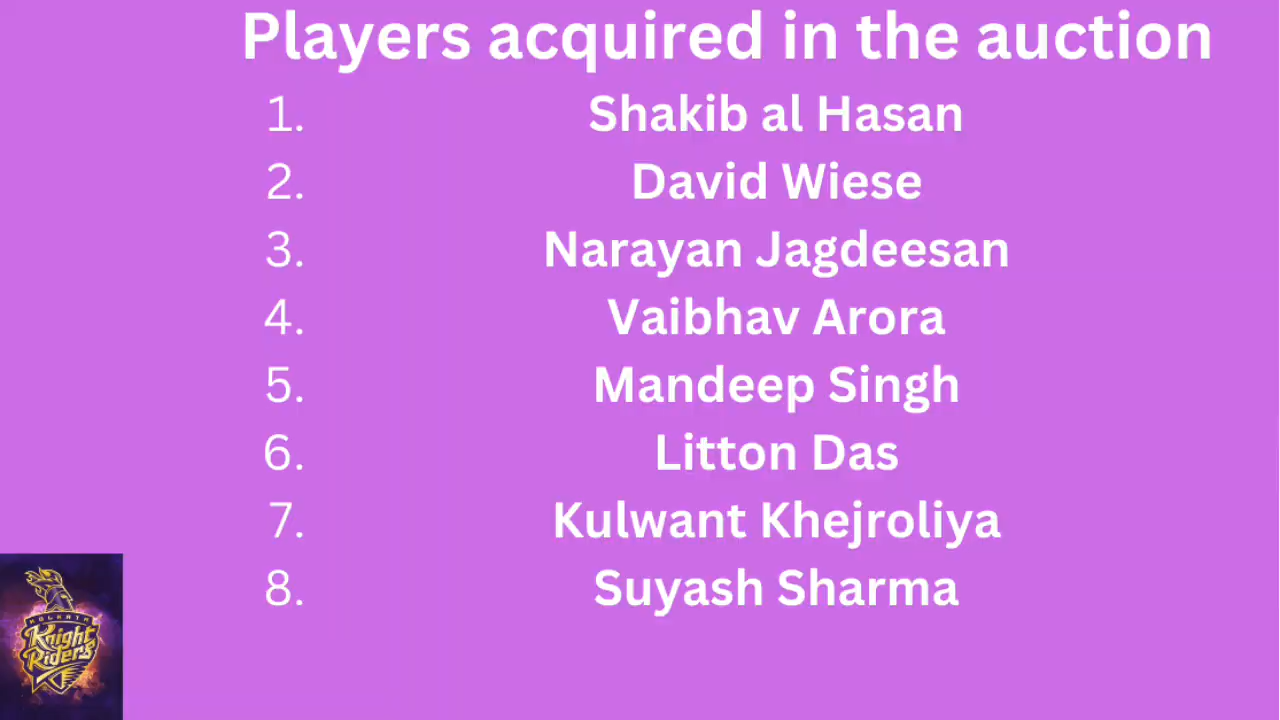 Players acquired in the auction
1. Shakib al Hasan
2. David Wiese
3. Narayan Jagdeesan
4. Vaibhav Arora
5. Mandeep Singh
6. Litton Das
7. Kulwant Khejroliya
8. Suyash Sharma
KOLKATA
Knight
Riders